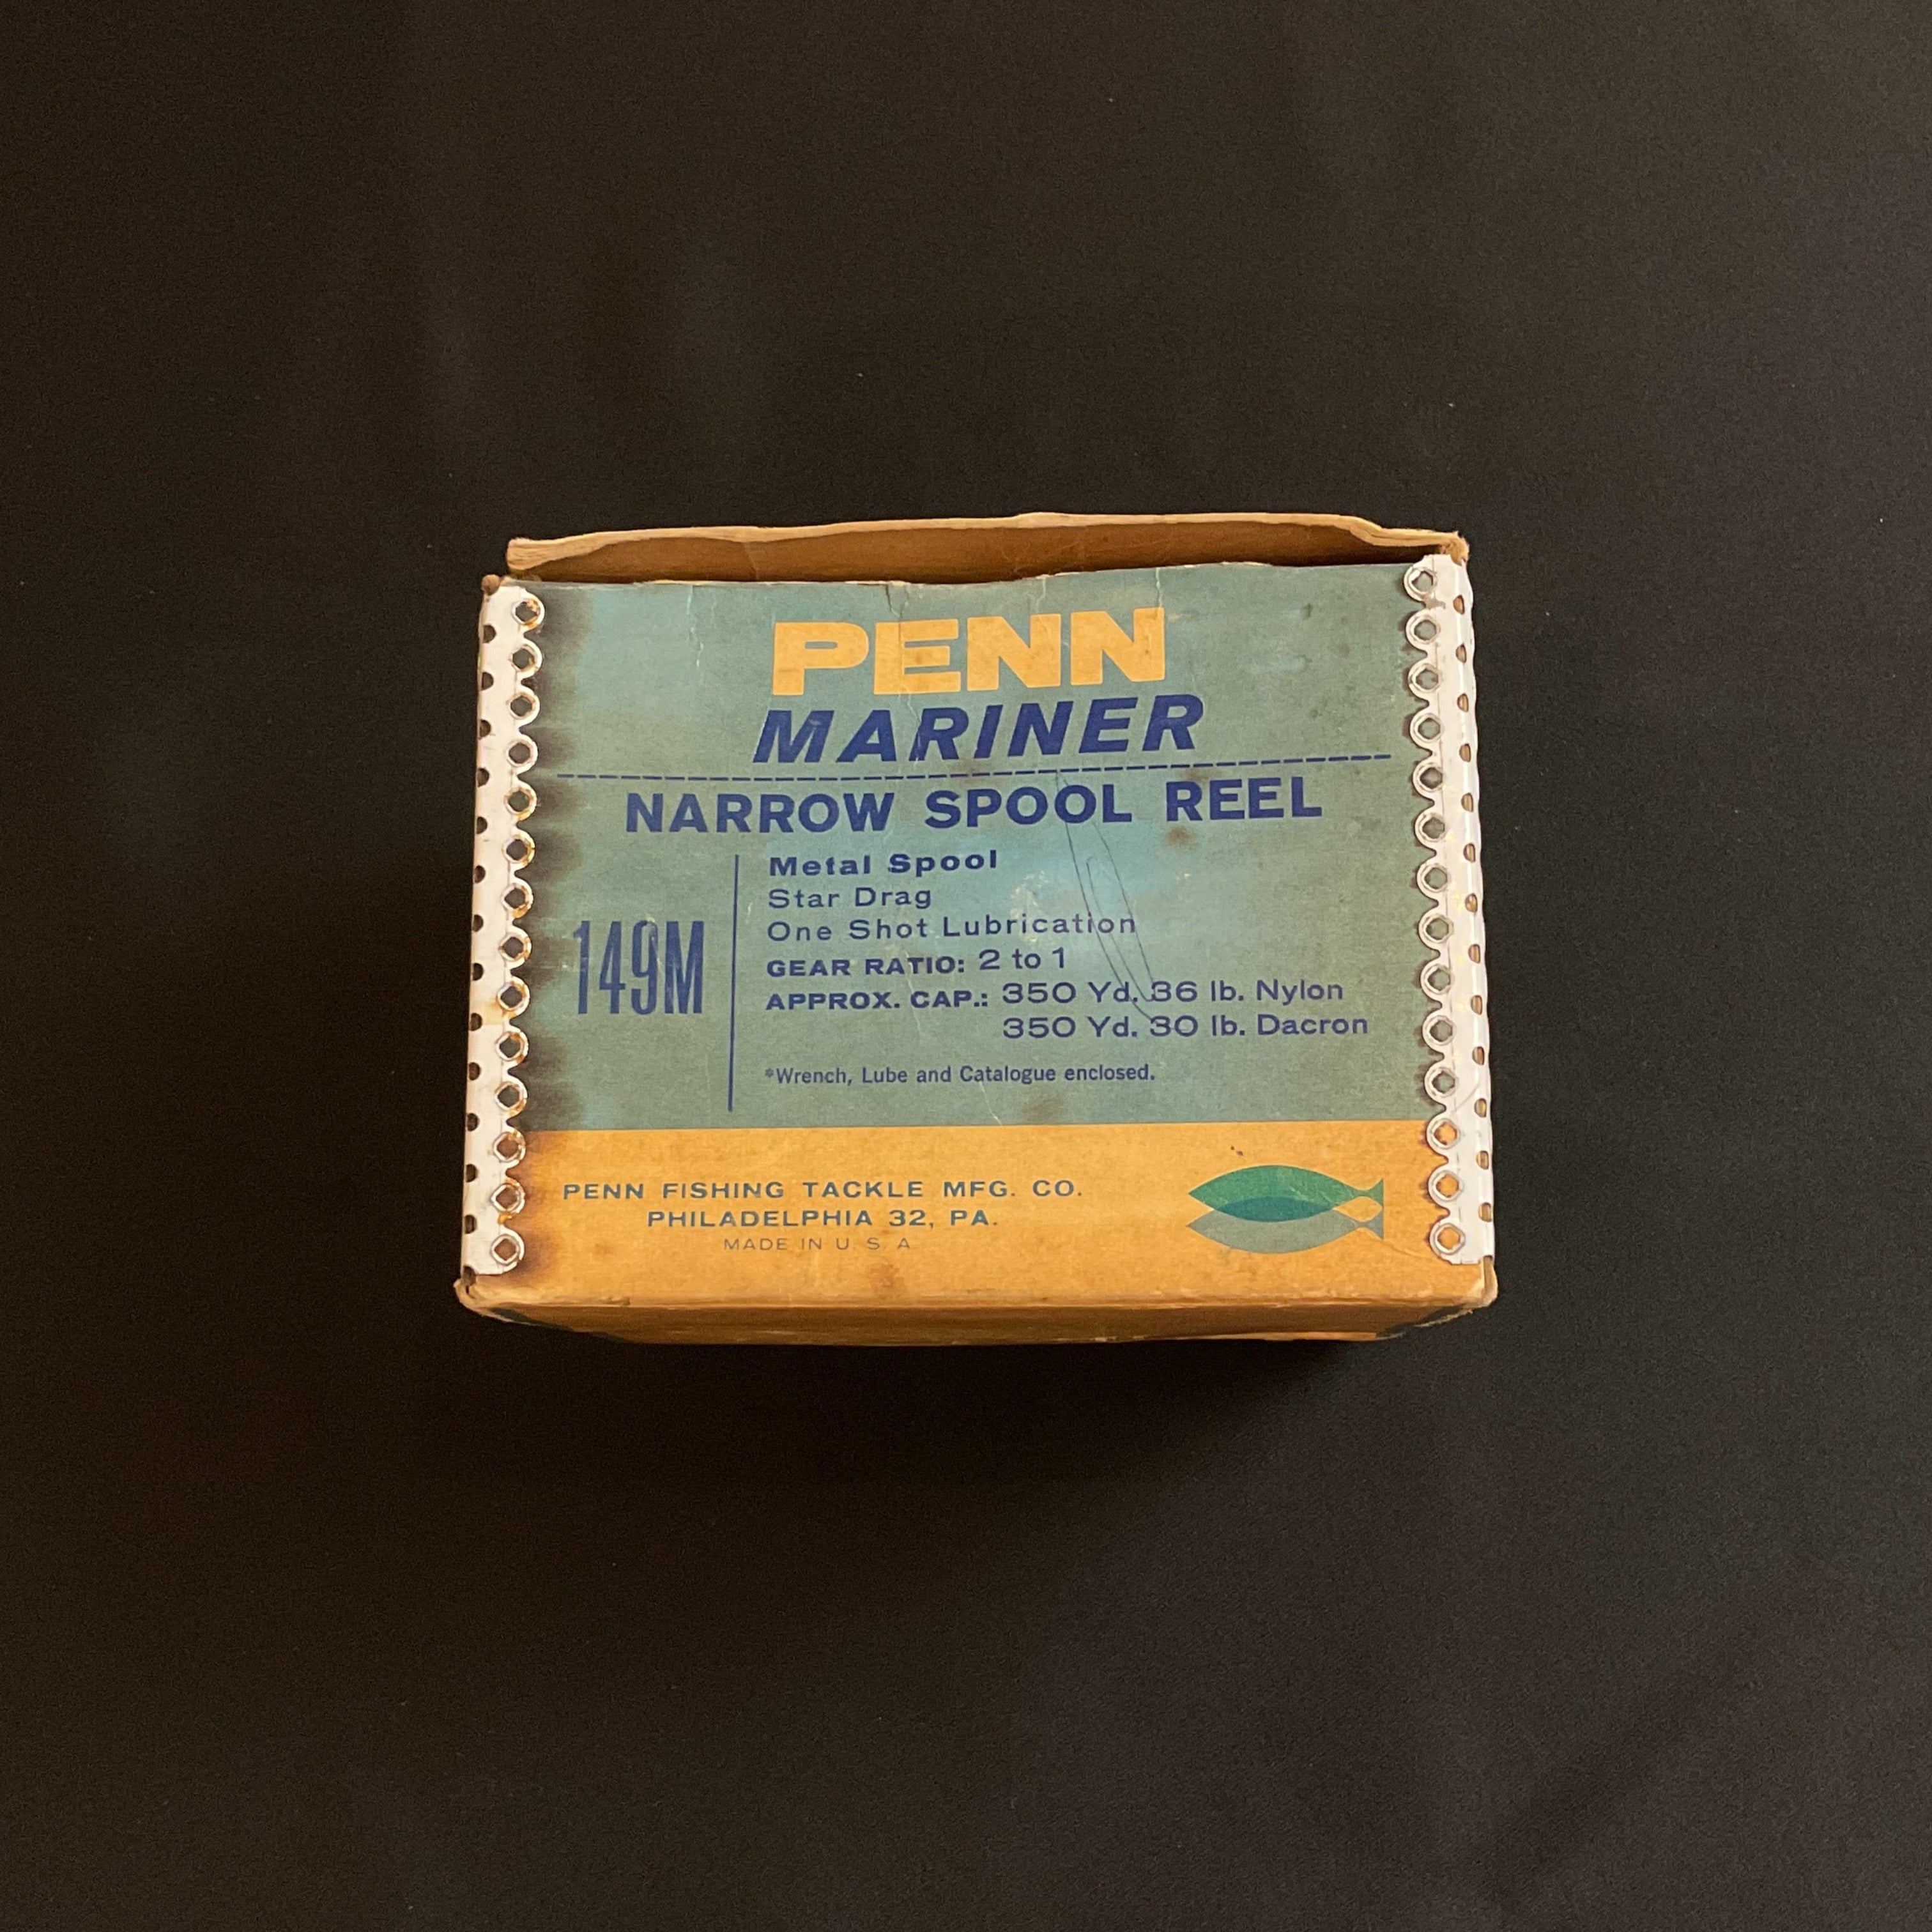 PENN
MARINER
NARROW SPOOL REEL
149M
Metal Spool
Star Drag
One Shot Lubrication
GEAR RATIO: 2 to 1
APPROX. CAP.: 350 Yd. 36 lb. Nylon
350 Yd. 30 lb. Dacron
*Wrench, Lube and Catalogue enclosed.
PENN FISHING TACKLE MFG. CO.
PHILADELPHIA 32, PA.
MADE IN U. S. A